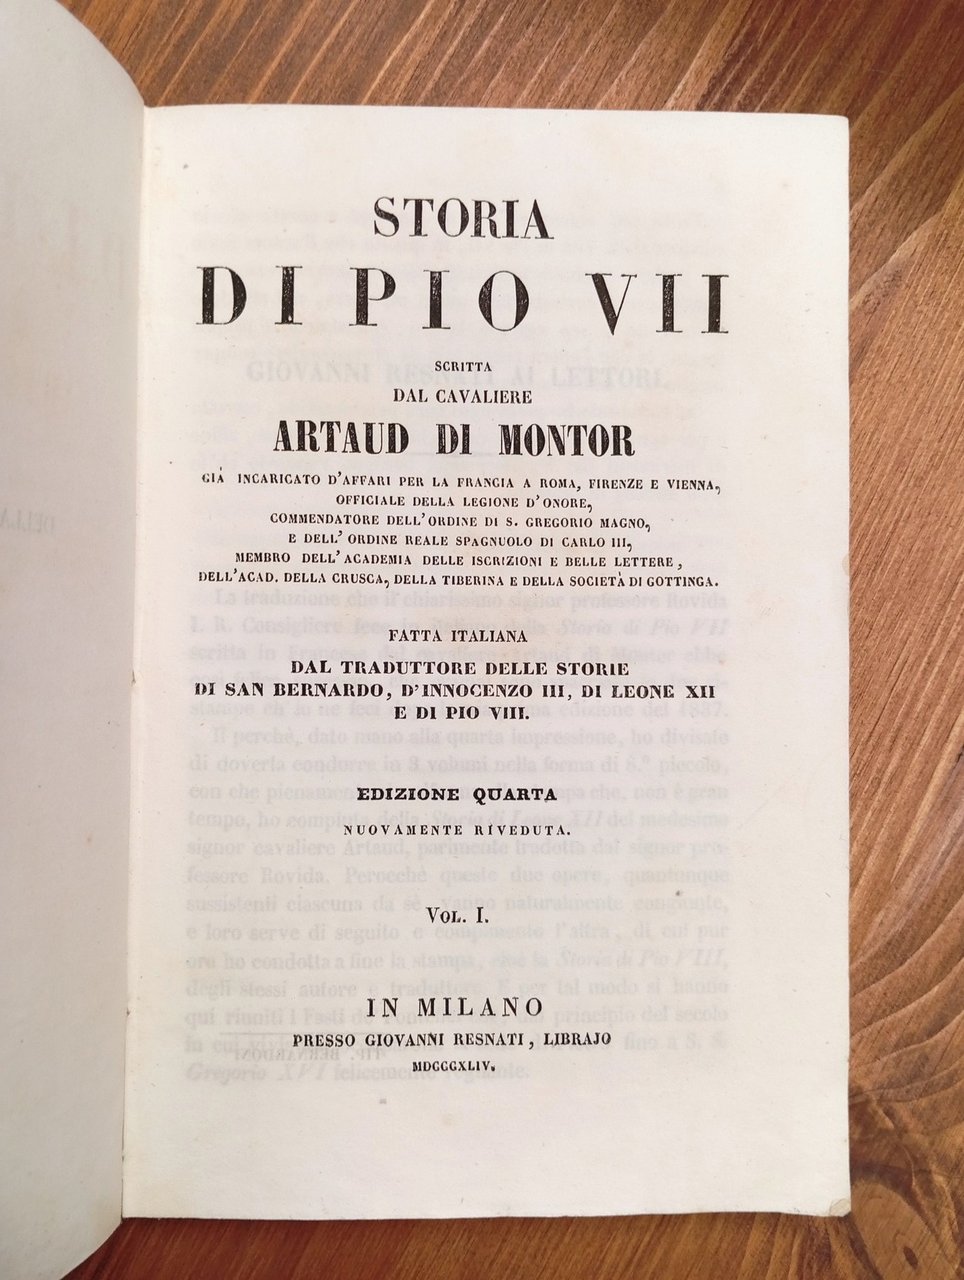 STORIA
DI PIO VII
SCRITTA
DAL CAVALIERE
ARTAUD DI MONTOR
GIÀ INCARICATO D'AFFARI PER LA FRANCIA A ROMA, FIRENZE E VIENNA,
OFFICIALE DELLA LEGIONE D'ONORE,
COMMENDATORE DELL'ORDINE DI S. GREGORIO MAGNO,
E DELL'ORDINE REALE SPAGNUOLO DI CARLO III,
MEMBRO DELL'ACADEMIA DELLE ISCRIZIONI E BELLE LETTERE,
DELL'ACAD. DELLA CRUSCA, DELLA TIBERINA E DELLA SOCIETÀ DI GOTTINGA.
FATTA ITALIANA
DAL TRADUTTORE DELLE STORIE
DI SAN BERNARDO, D'INNOCENZO III, DI LEONE XII
E DI PIO VIII.
EDIZIONE QUARTA
NUOVAMENTE RIVEDUTA.
VOL. I.
IN MILANO
PRESSO GIOVANNI RESNATI, LIBRAJO
MDCCCXLIV.